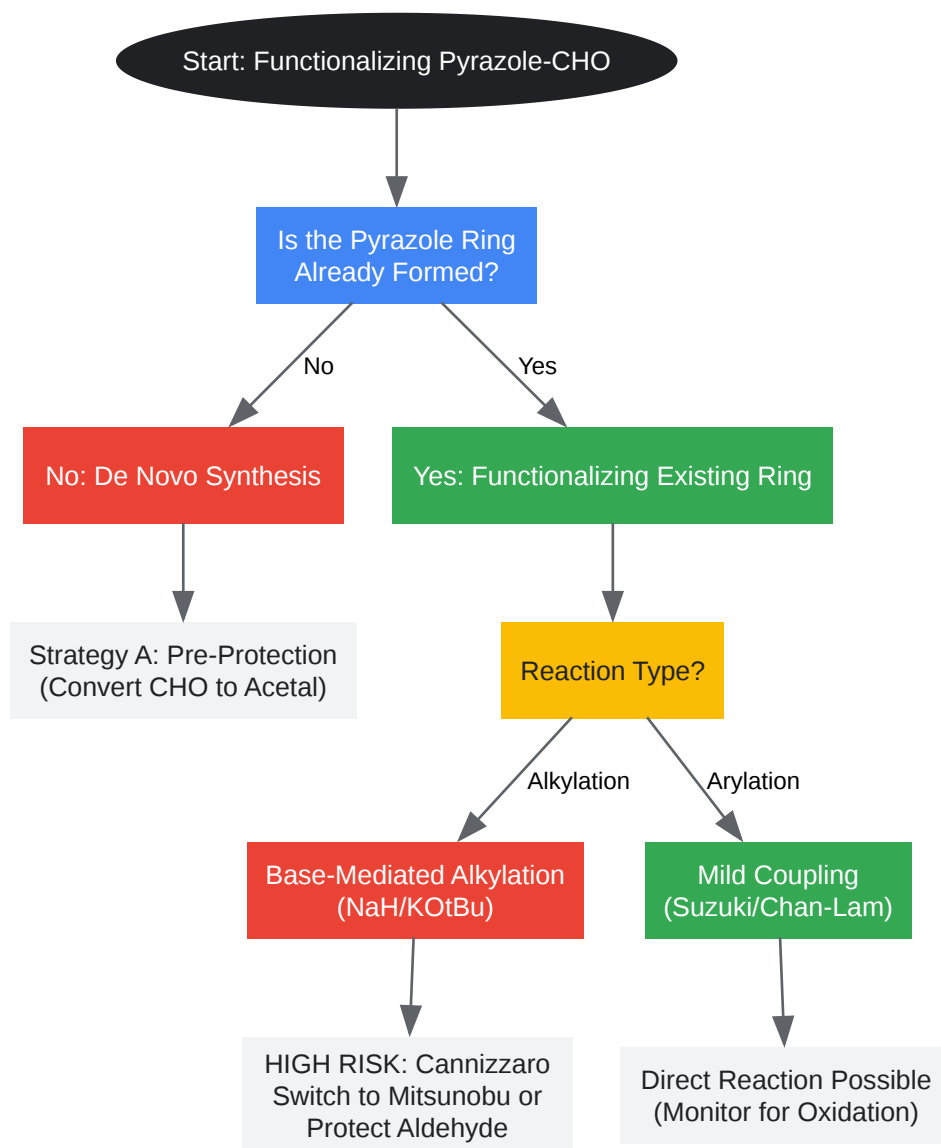 Start: Functionalizing Pyrazole-CHO
Is the Pyrazole Ring
Already Formed?
No
Yes
No: De Novo Synthesis
Yes: Functionalizing Existing Ring
Strategy A: Pre-Protection
(Convert CHO to Acetal)
Reaction Type?
Alkylation
Arylation
Base-Mediated Alkylation
(NaH/KOtBu)
Mild Coupling
(Suzuki/Chan-Lam)
HIGH RISK: Cannizzaro
Switch to Mitsunobu or
Protect Aldehyde
Direct Reaction Possible
(Monitor for Oxidation)